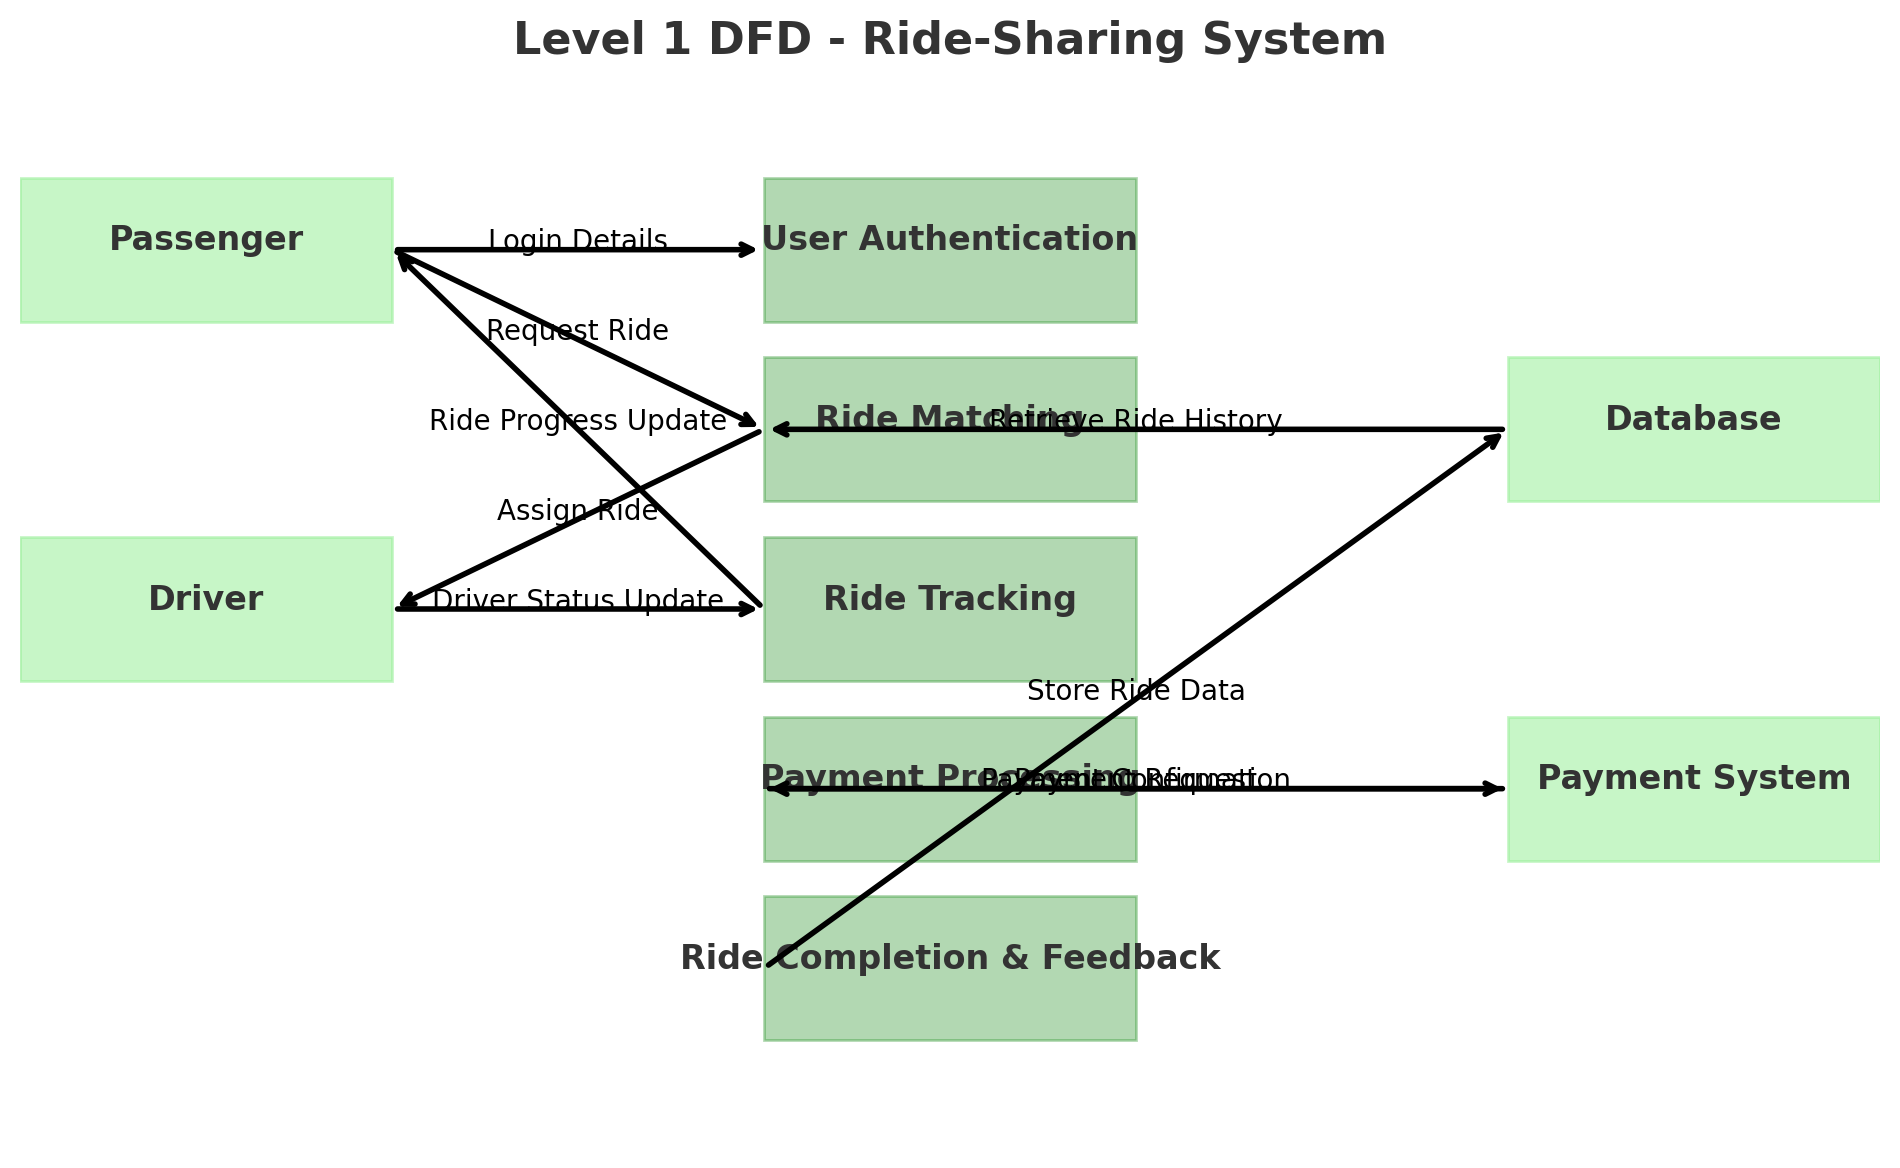 Level 1 DFD - Ride-Sharing System
Passenger
Login Details
User Authentication
Request Ride
Ride Progress Update
Ride Matching
Retrieve Ride History
Database
Assign Ride
Driver
Driver Status Update
Ride Tracking
Store Ride Data
Payment Processing
Payment Request
Payment Confirmation
Payment System
Ride Completion & Feedback